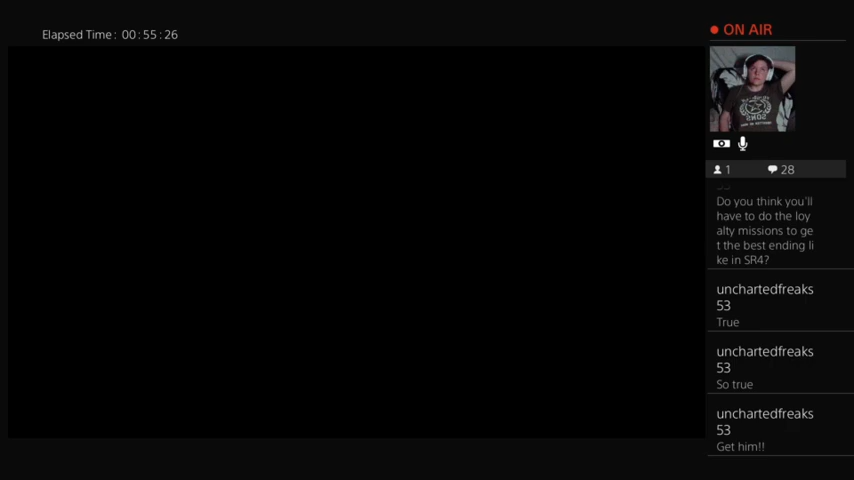 Elapsed Time: 00:55:26
ON AIR
1 28
Do you think you'll
have to do the loy
alty missions to ge
t the best ending li
ke in SR4?
unchartedfreaks
53
True
unchartedfreaks
53
So true
unchartedfreaks
53
Get him!!